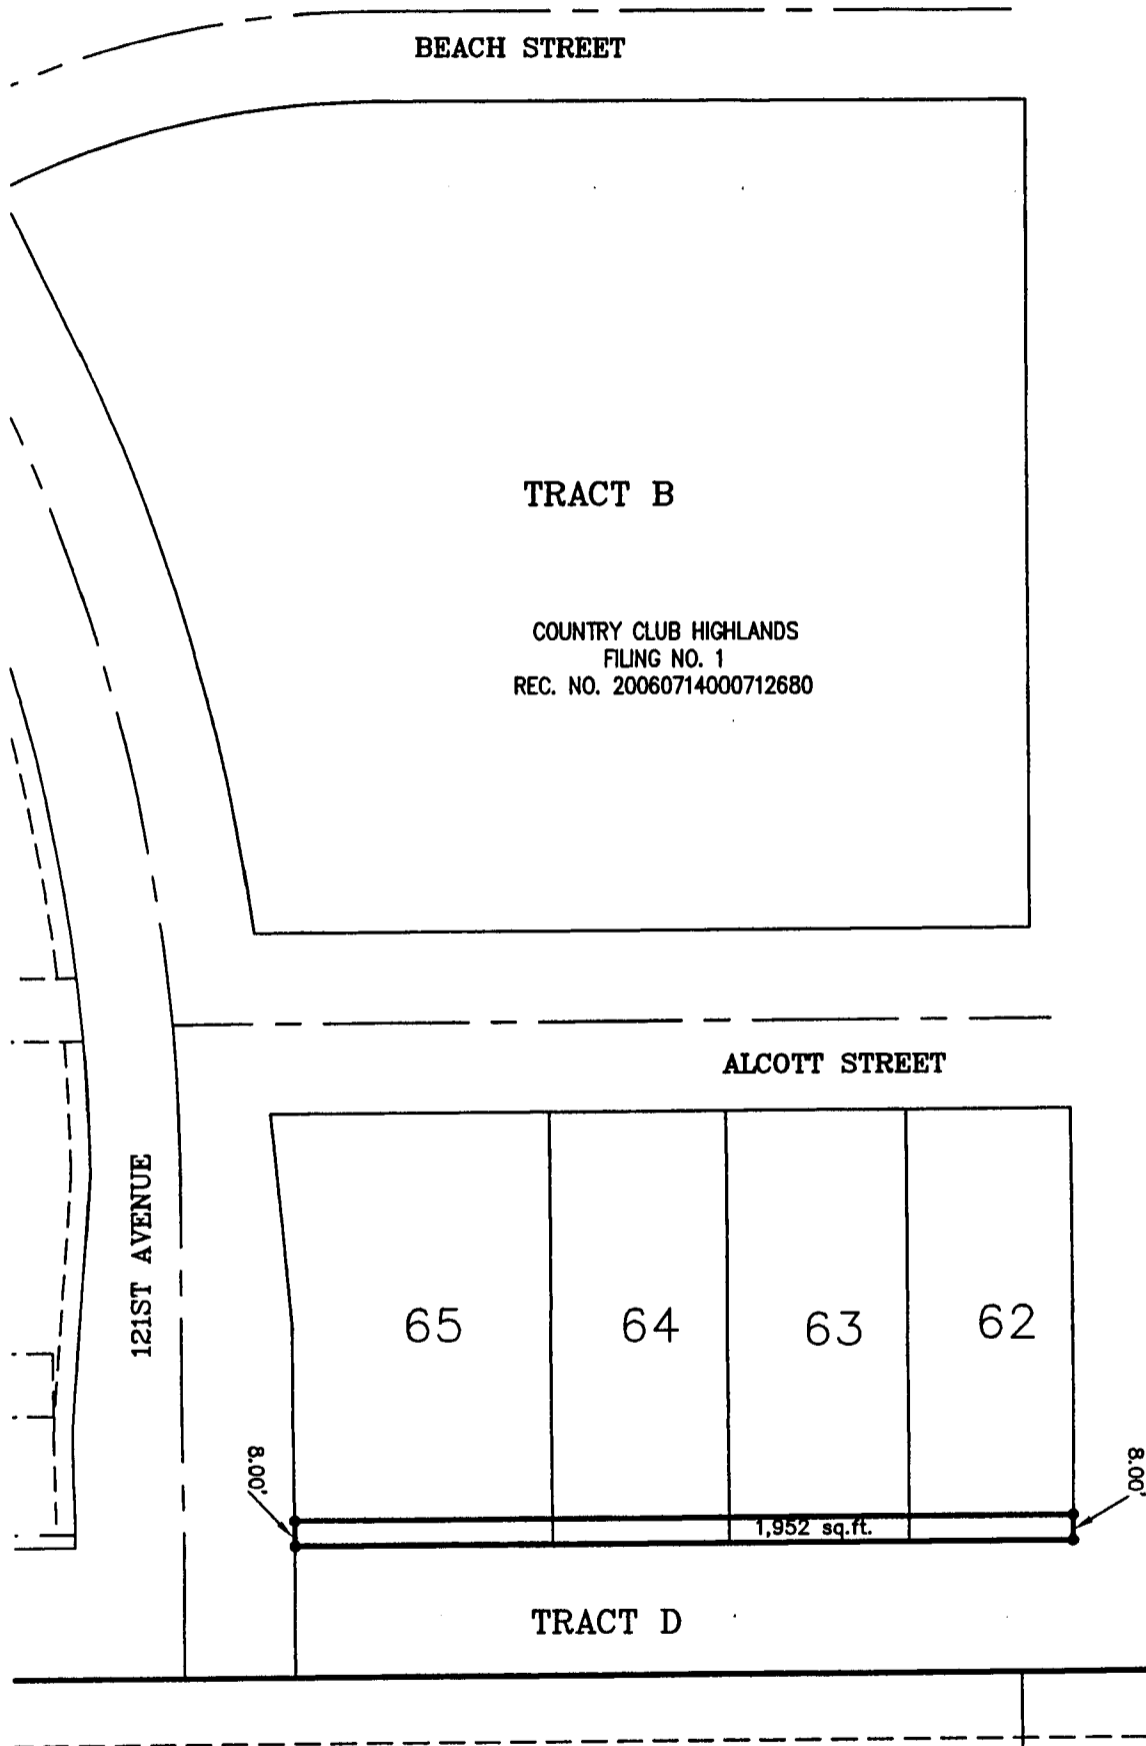 BEACH STREET
TRACT B
COUNTRY CLUB HIGHLANDS
FILING NO. 1
REC. NO. 20060714000712680
ALCOTT STREET
121ST AVENUE
65
64
63
62
8.00'
8.00'
1,952 sq.ft.
TRACT D